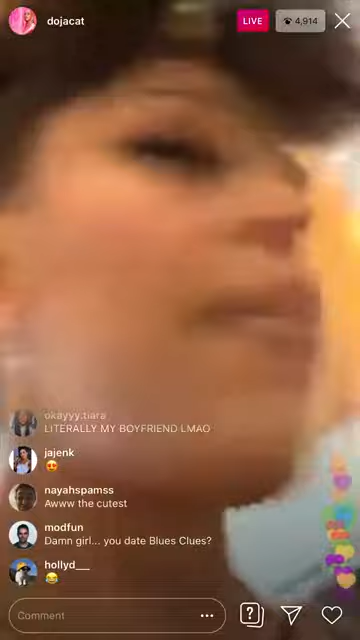 dojacat
LIVE
4,914
okayyy.tiara
LITERALLY MY BOYFRIEND LMAO
jajenk
😍
nayahspamss
Awww the cutest
modfun
Damn girl... you date Blues Clues?
hollyd__
😂
Comment